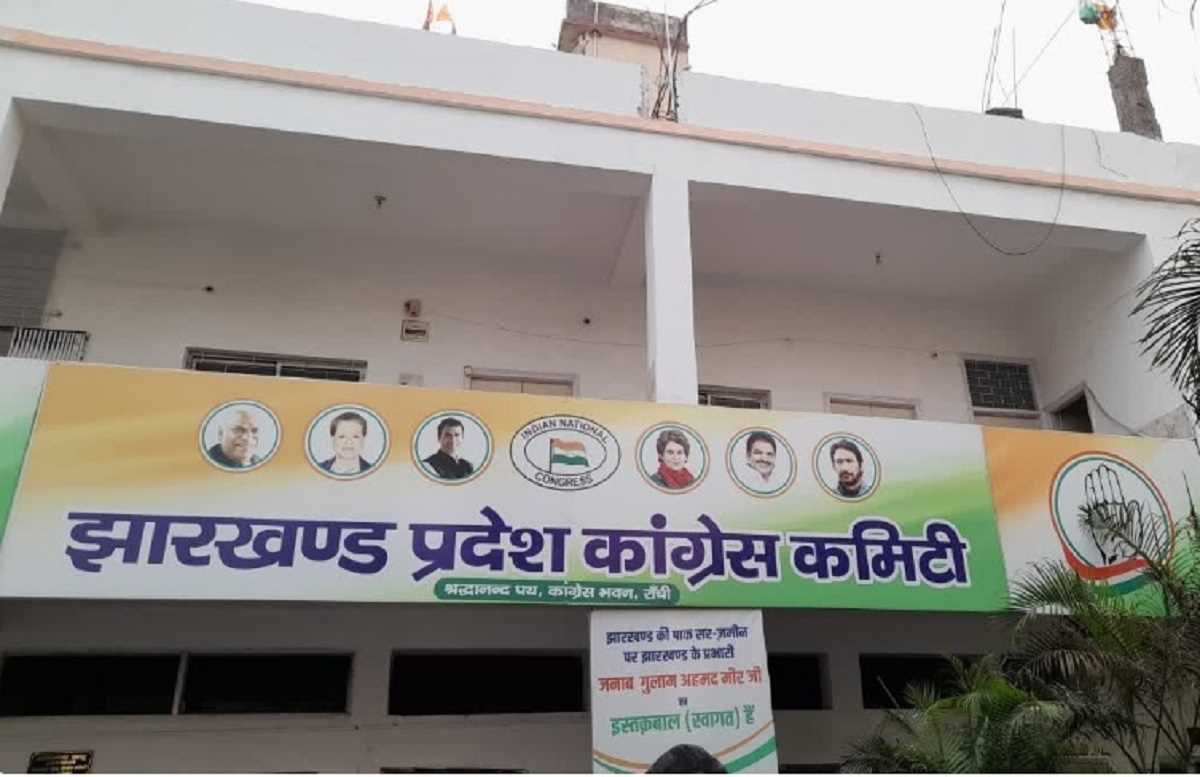 INDIAN NATIONAL
CONGRESS
झारखण्ड प्रदेश कांग्रेस कमिटी
श्रद्धानन्द पथ, कांग्रेस भवन, राँची
झारखण्ड की पाक सर-ज़मीन
पर झारखण्ड के प्रभारी
जनाब गुलाम अहमद मीर जी
का
इस्तक़बाल (स्वागत) हैं